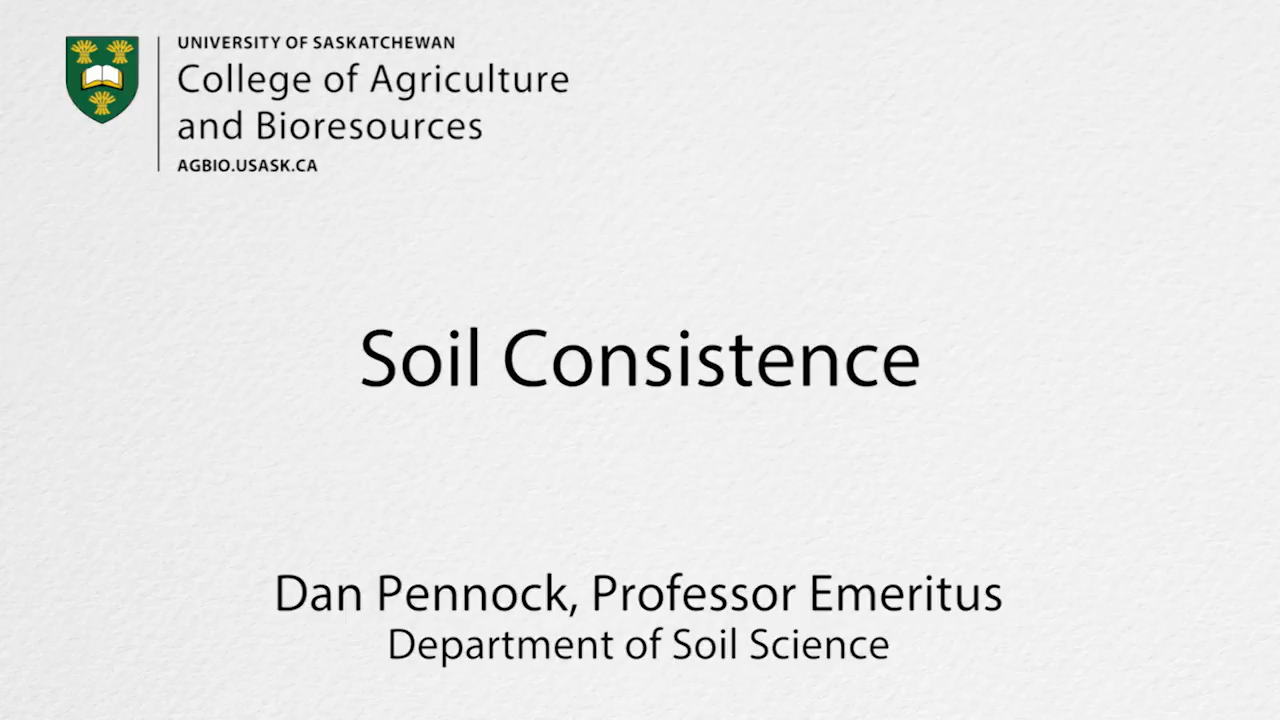 UNIVERSITY OF SASKATCHEWAN
College of Agriculture
and Bioresources
AGBIO.USASK.CA
Soil Consistence
Dan Pennock, Professor Emeritus
Department of Soil Science